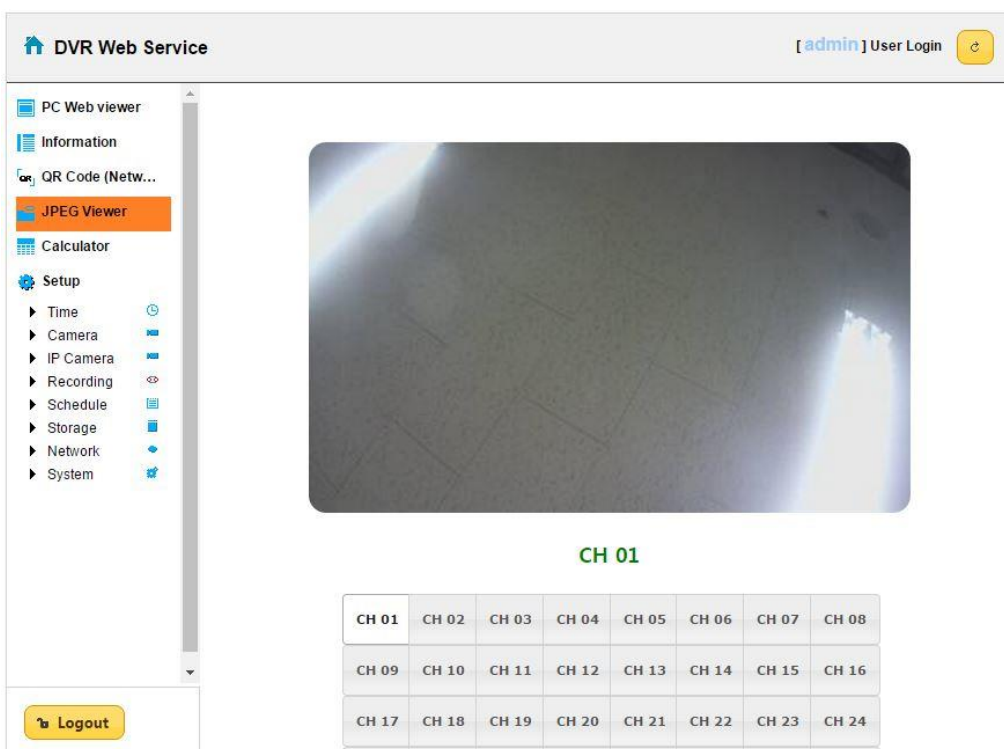 DVR Web Service
[ admin ] User Login
PC Web viewer
Information
QR QR Code (Netw...
JPEG Viewer
Calculator
Setup
Time
Camera
IP Camera
Recording
Schedule
Storage
Network
System
Logout
CH 01
CH 01 CH 02 CH 03 CH 04 CH 05 CH 06 CH 07 CH 08
CH 09 CH 10 CH 11 CH 12 CH 13 CH 14 CH 15 CH 16
CH 17 CH 18 CH 19 CH 20 CH 21 CH 22 CH 23 CH 24